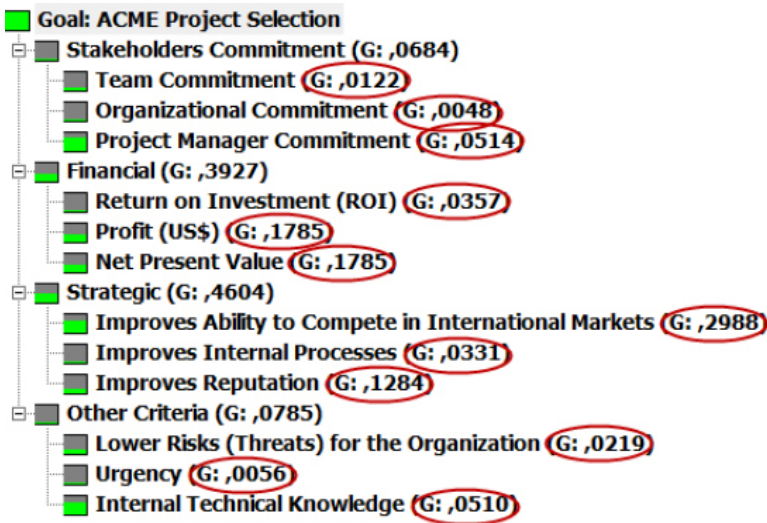 Goal: ACME Project Selection
Stakeholders Commitment (G: ,0684)
Team Commitment (G: ,0122)
Organizational Commitment (G: ,0048)
Project Manager Commitment (G: ,0514)
Financial (G: ,3927)
Return on Investment (ROI) (G: ,0357)
Profit (US$) (G: ,1785)
Net Present Value (G: ,1785)
Strategic (G: ,4604)
Improves Ability to Compete in International Markets (G: ,2988)
Improves Internal Processes (G: ,0331)
Improves Reputation (G: ,1284)
Other Criteria (G: ,0785)
Lower Risks (Threats) for the Organization (G: ,0219)
Urgency (G: ,0056)
Internal Technical Knowledge (G: ,0510)